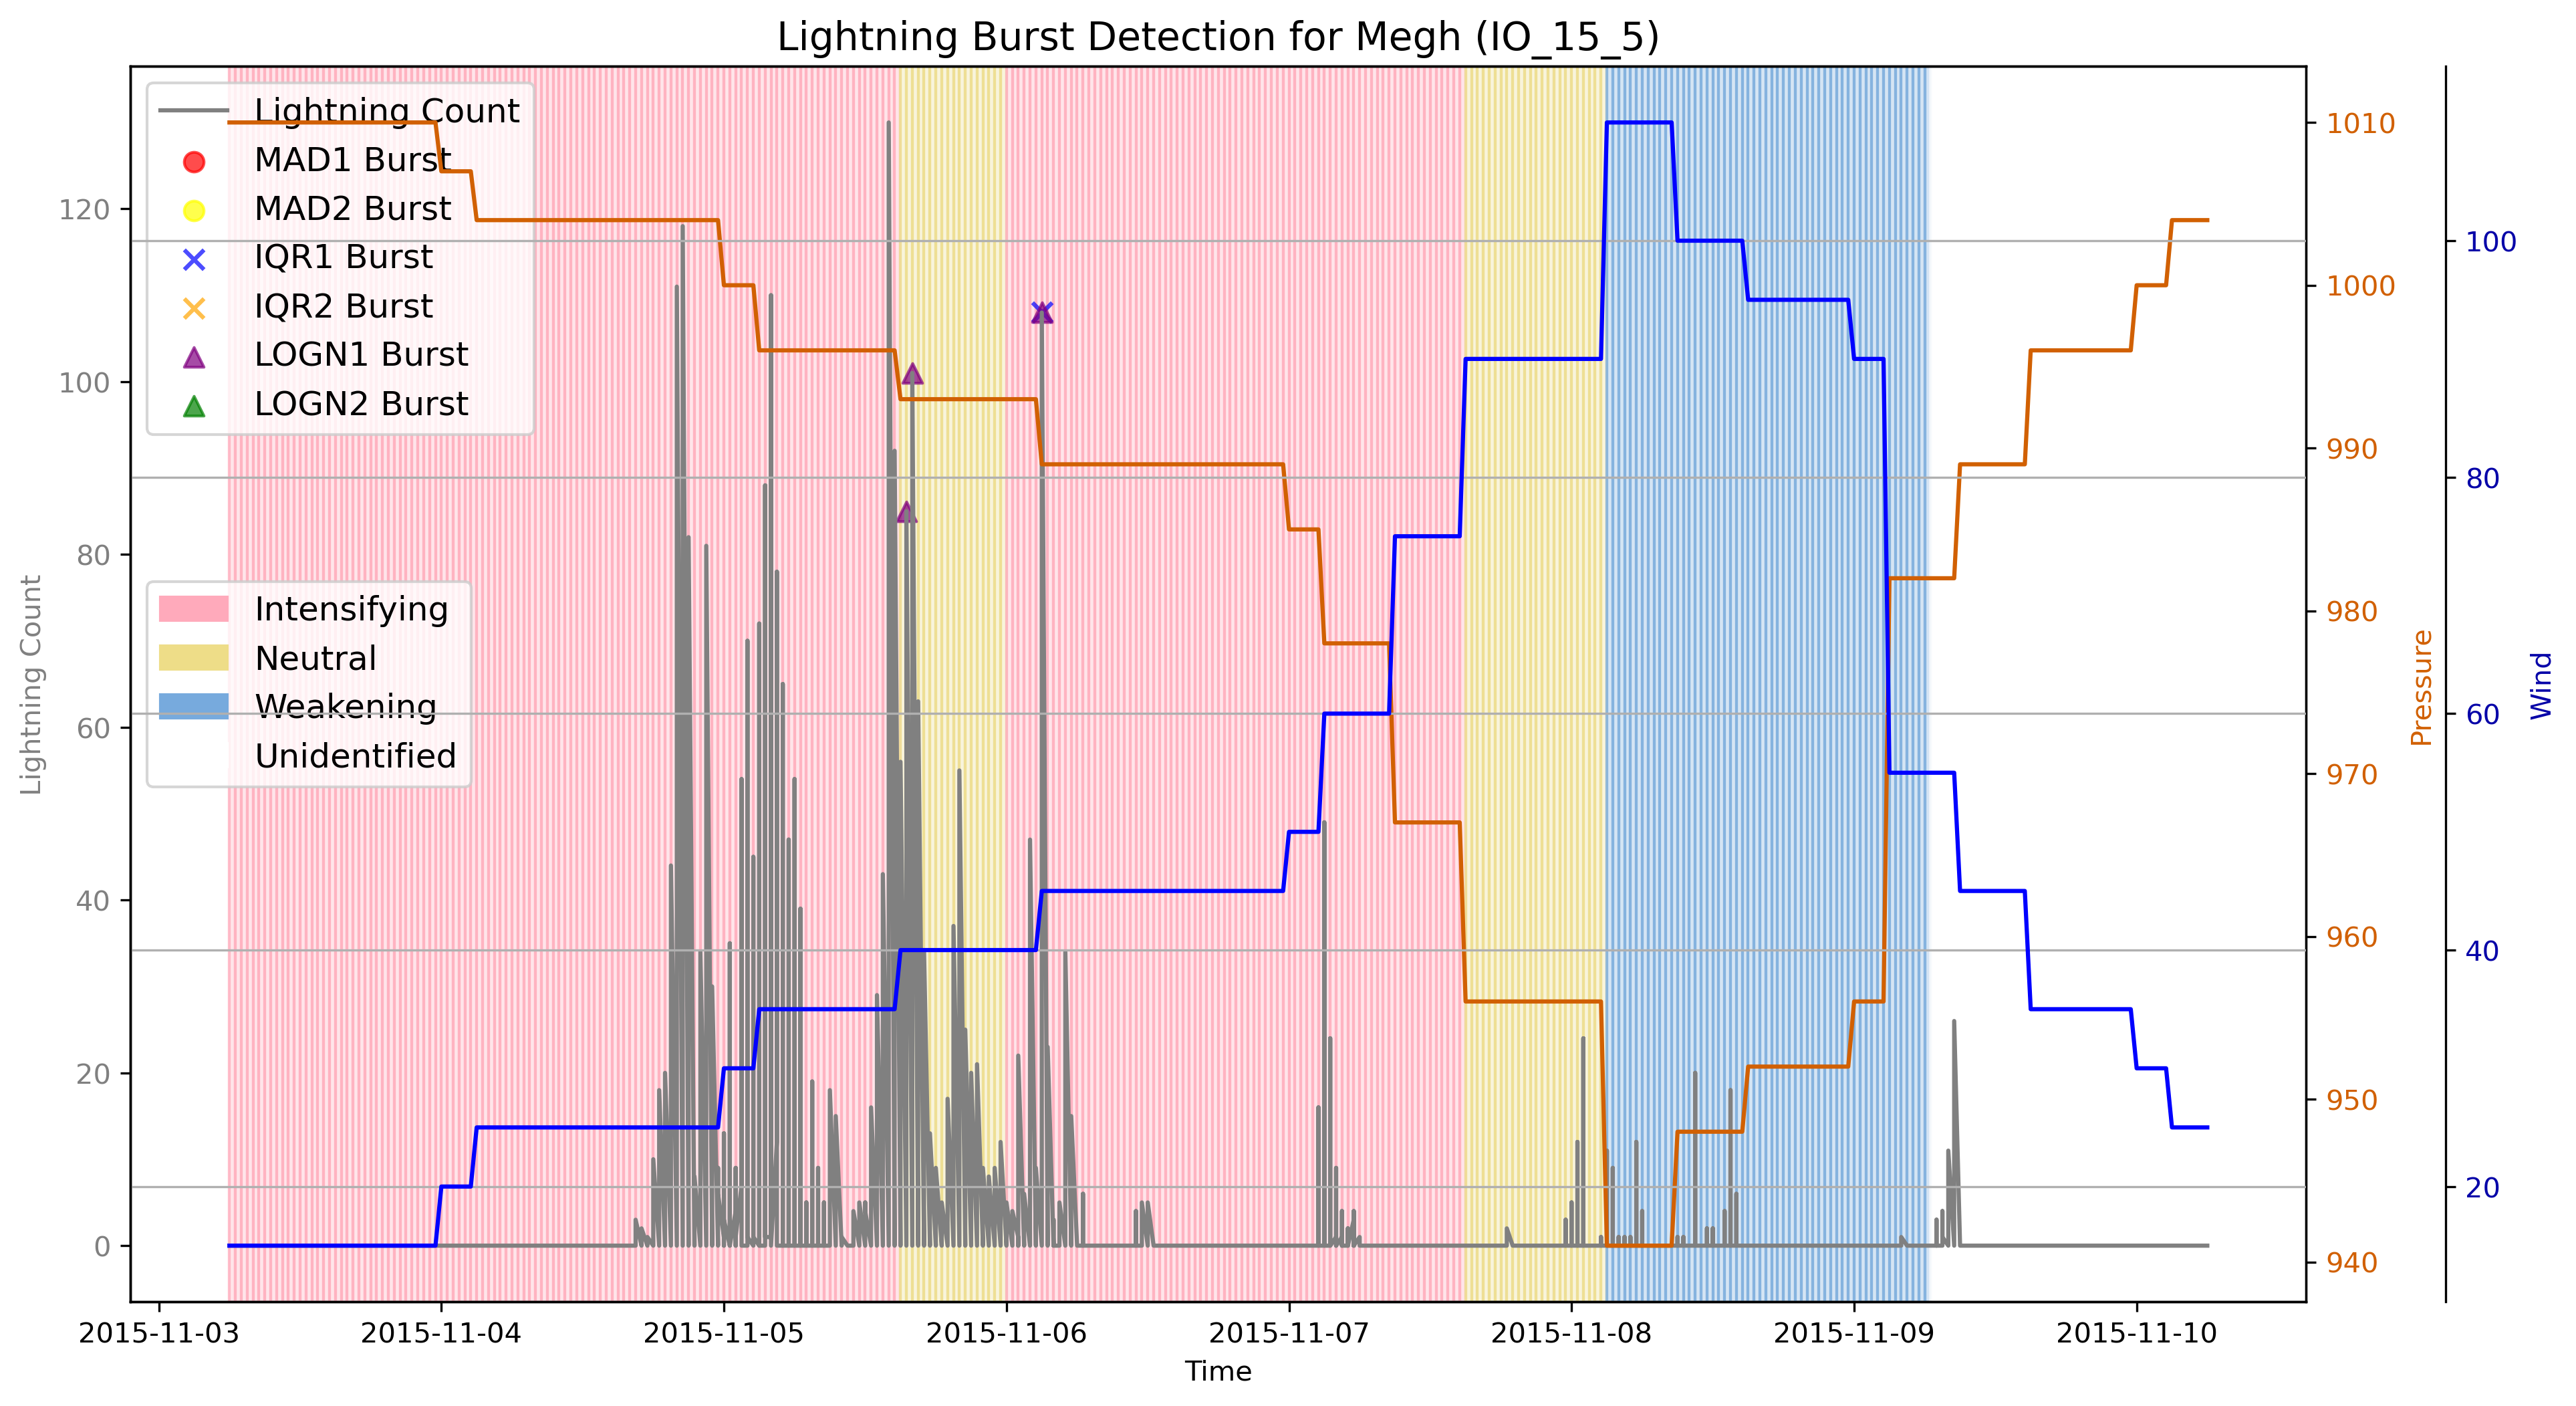 Lightning Burst Detection for Megh (IO_15_5)
Lightning Count
MAD1 Burst
MAD2 Burst
IQR1 Burst
IQR2 Burst
LOGN1 Burst
LOGN2 Burst
Intensifying
Neutral
Weakening
Unidentified
Lightning Count
120
100
80
60
40
20
0
2015-11-03
2015-11-04
2015-11-05
2015-11-06
2015-11-07
2015-11-08
2015-11-09
2015-11-10
Time
1010
1000
990
980
970
960
950
940
Pressure
100
80
60
40
20
Wind